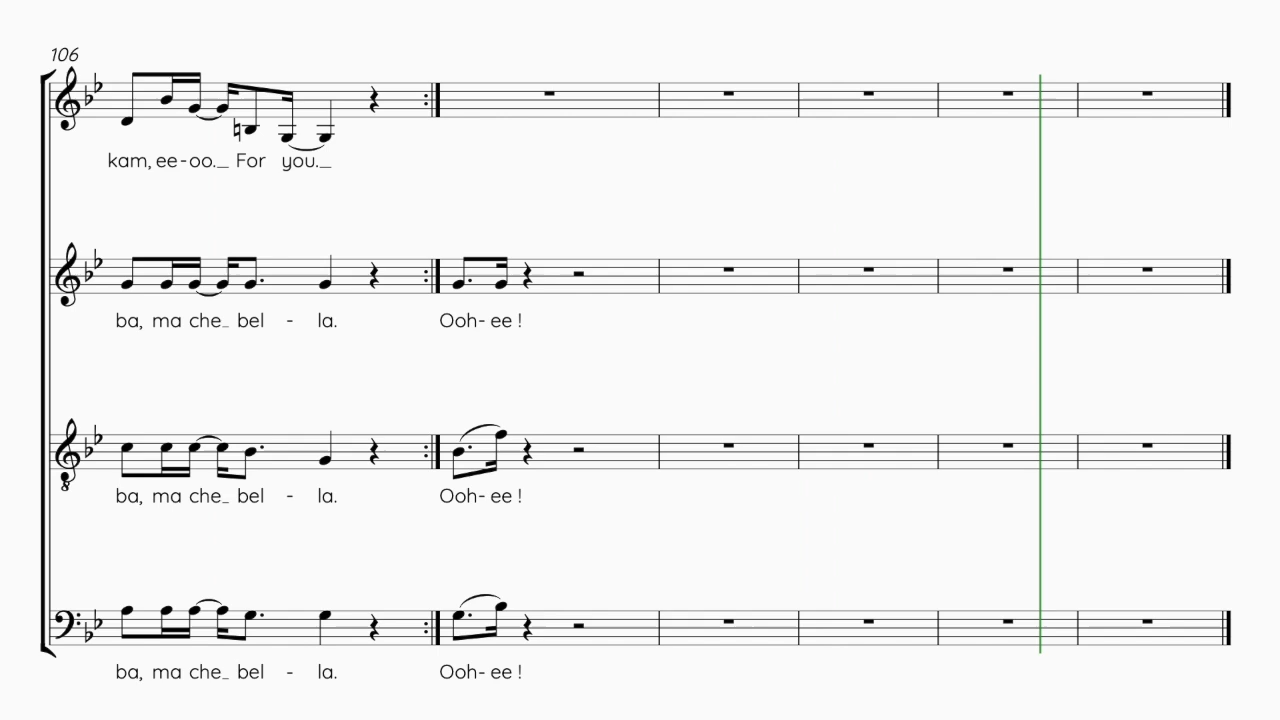 106
kam, ee-oo._ For you._
ba, ma che_ bel - la. Ooh- ee !
ba, ma che_ bel - la. Ooh- ee !
ba, ma che_ bel - la. Ooh- ee !